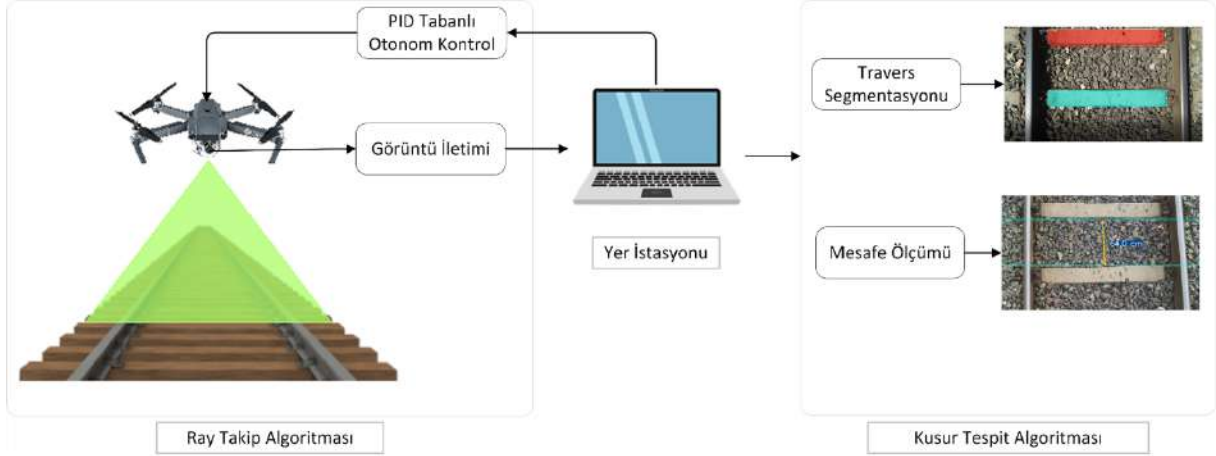 PID Tabanlı
Otonom Kontrol
Görüntü İletimi
Yer İstasyonu
Travers
Segmentasyonu
Mesafe Ölçümü
Ray Takip Algoritması
Kusur Tespit Algoritması